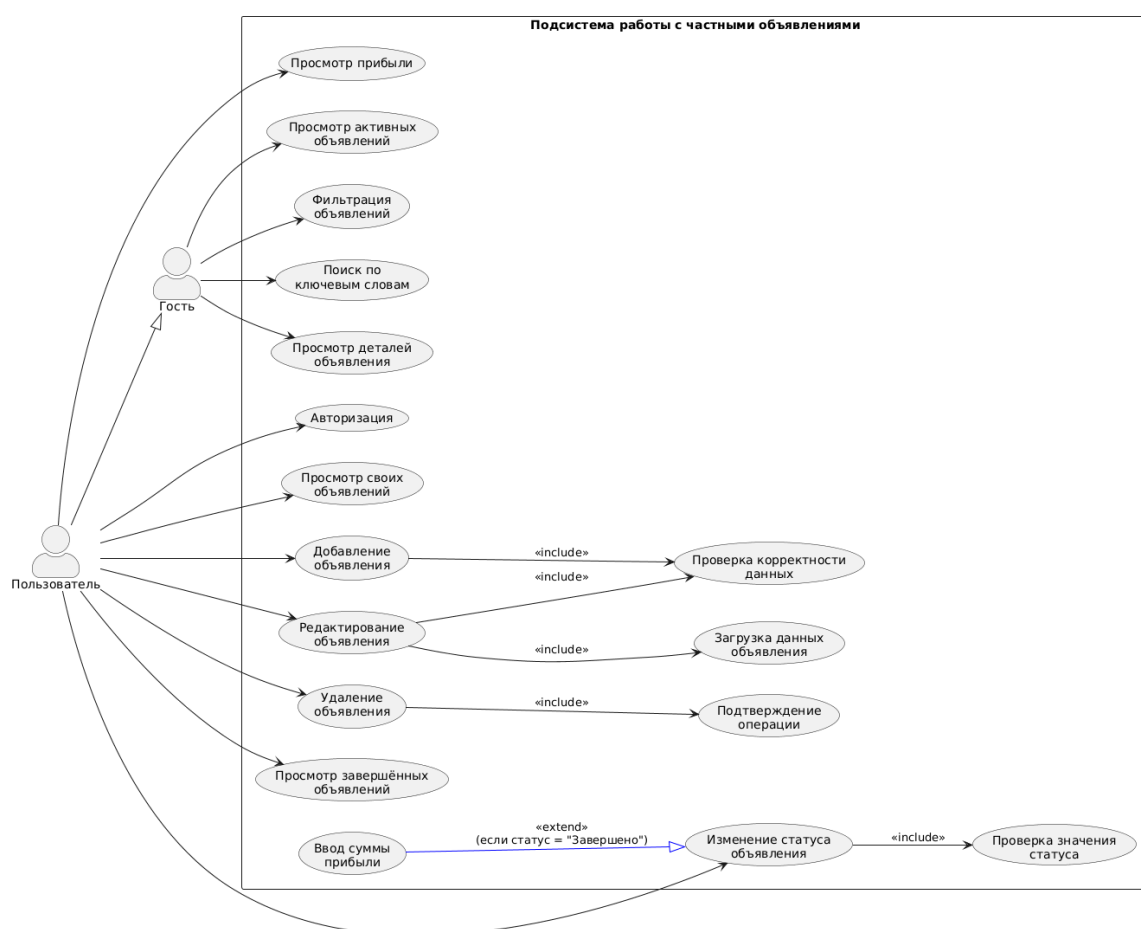 Подсистема работы с частными объявлениями
Просмотр прибыли
Просмотр активных
объявлений
Фильтрация
объявлений
Поиск по
ключевым словам
Гость
Просмотр деталей
объявления
Авторизация
Просмотр своих
объявлений
Пользователь
Добавление
объявления
«include»
Проверка корректности
данных
«include»
Редактирование
объявления
«include»
Загрузка данных
объявления
Удаление
объявления
«include»
Подтверждение
операции
Просмотр завершённых
объявлений
Ввод суммы
прибыли
«extend»
(если статус = "Завершено")
Изменение статуса
объявления
«include»
Проверка значения
статуса